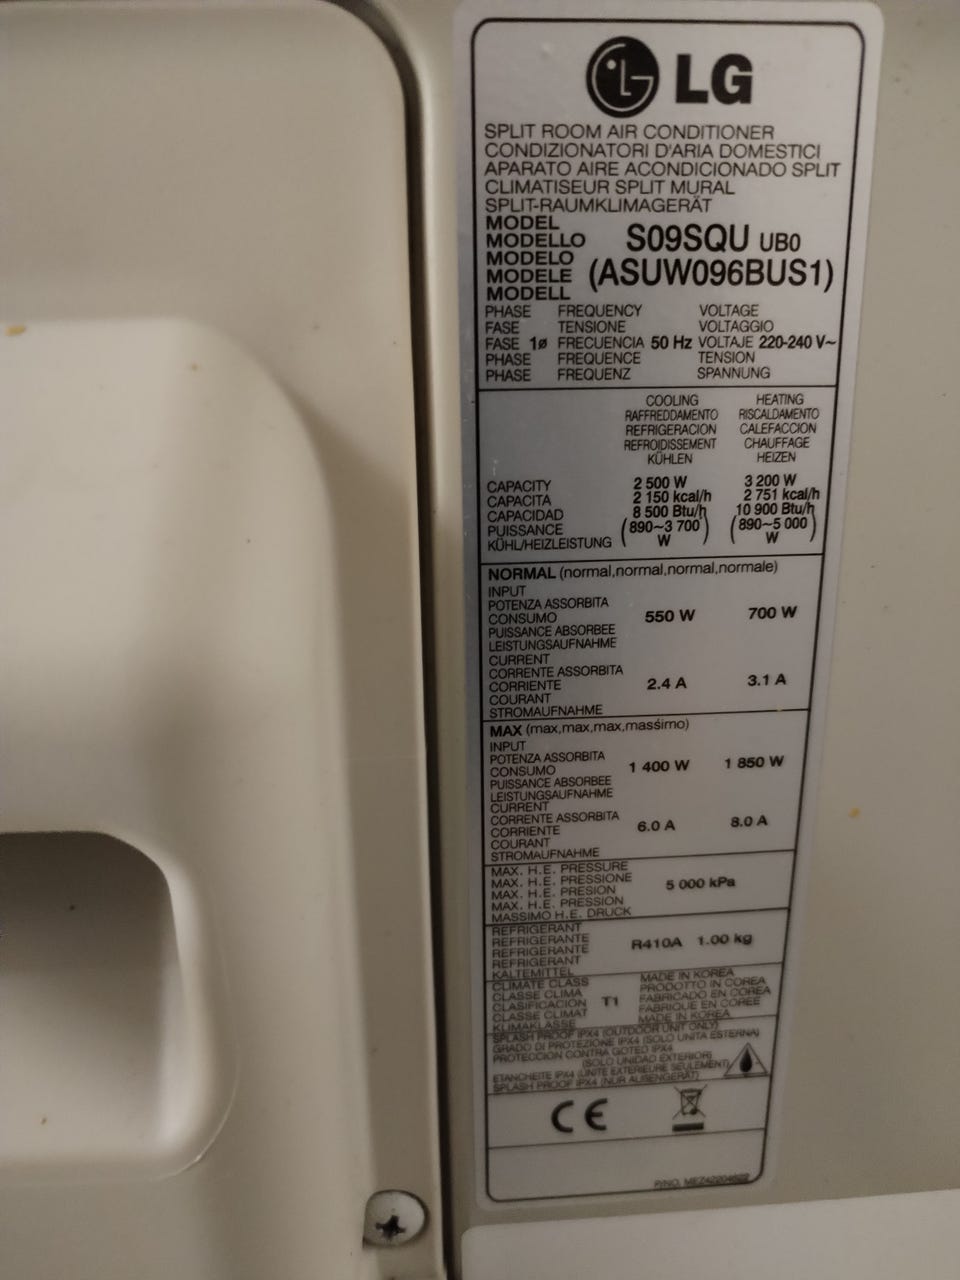 LG
SPLIT ROOM AIR CONDITIONER
CONDIZIONATORI D'ARIA DOMESTICI
APARATO AIRE ACONDICIONADO SPLIT
CLIMATISEUR SPLIT MURAL
SPLIT-RAUMKLIMAGERÄT
MODEL
MODELLO S09SQU UB0
MODELO
MODELE (ASUW096BUS1)
MODELL
PHASE FREQUENCY VOLTAGE
FASE TENSIONE VOLTAGGIO
FASE 1ø FRECUENCIA 50 Hz VOLTAJE 220-240 V~
PHASE FREQUENCE TENSION
PHASE FREQUENZ SPANNUNG
COOLING HEATING
RAFFREDDAMENTO RISCALDAMENTO
REFRIGERACION CALEFACCION
REFROIDISSEMENT CHAUFFAGE
KÜHLEN HEIZEN
CAPACITY 2 500 W 3 200 W
CAPACITA 2 150 kcal/h 2 751 kcal/h
CAPACIDAD 8 500 Btu/h 10 900 Btu/h
PUISSANCE (890~3 700 (890~5 000
KÜHL/HEIZLEISTUNG W) W)
NORMAL (normal,normal,normal,normale)
INPUT
POTENZA ASSORBITA
CONSUMO 550 W 700 W
PUISSANCE ABSORBEE
LEISTUNGSAUFNAHME
CURRENT
CORRENTE ASSORBITA
CORRIENTE 2.4 A 3.1 A
COURANT
STROMAUFNAHME
MAX (max,max,max,massimo)
INPUT
POTENZA ASSORBITA
CONSUMO 1 400 W 1 850 W
PUISSANCE ABSORBEE
LEISTUNGSAUFNAHME
CURRENT
CORRENTE ASSORBITA
CORRIENTE 6.0 A 8.0 A
COURANT
STROMAUFNAHME
MAX. H.E. PRESSURE
MAX. H.E. PRESSIONE 5 000 kPa
MAX. H.E. PRESION
MAX. H.E. PRESSION
MASSIMO H.E. DRUCK
REFRIGERANT
REFRIGERANTE R410A 1.00 kg
REFRIGERANTE
REFRIGERANT
KALTEMITTEL
CLIMATE CLASS MADE IN KOREA
CLASSE CLIMA PRODOTTO IN COREA
CLASIFICACION T1 FABRICADO EN COREA
CLASSE CLIMAT FABRIQUE EN COREE
KLIMAKLASSE MADE IN KOREA
SPLASH PROOF IPX4 (OUTDOOR UNIT ONLY)
GRADO DI PROTEZIONE IPX4 (SOLO UNITA ESTERNA)
PROTECCION CONTRA GOTEO IPX4
(SOLO UNIDAD EXTERIOR)
ETANCHEITE IPX4 (UNITE EXTERIEURE SEULEMENT)
SPLASH PROOF IPX4 (NUR AUßENGERÄT)
CE
P/NO.